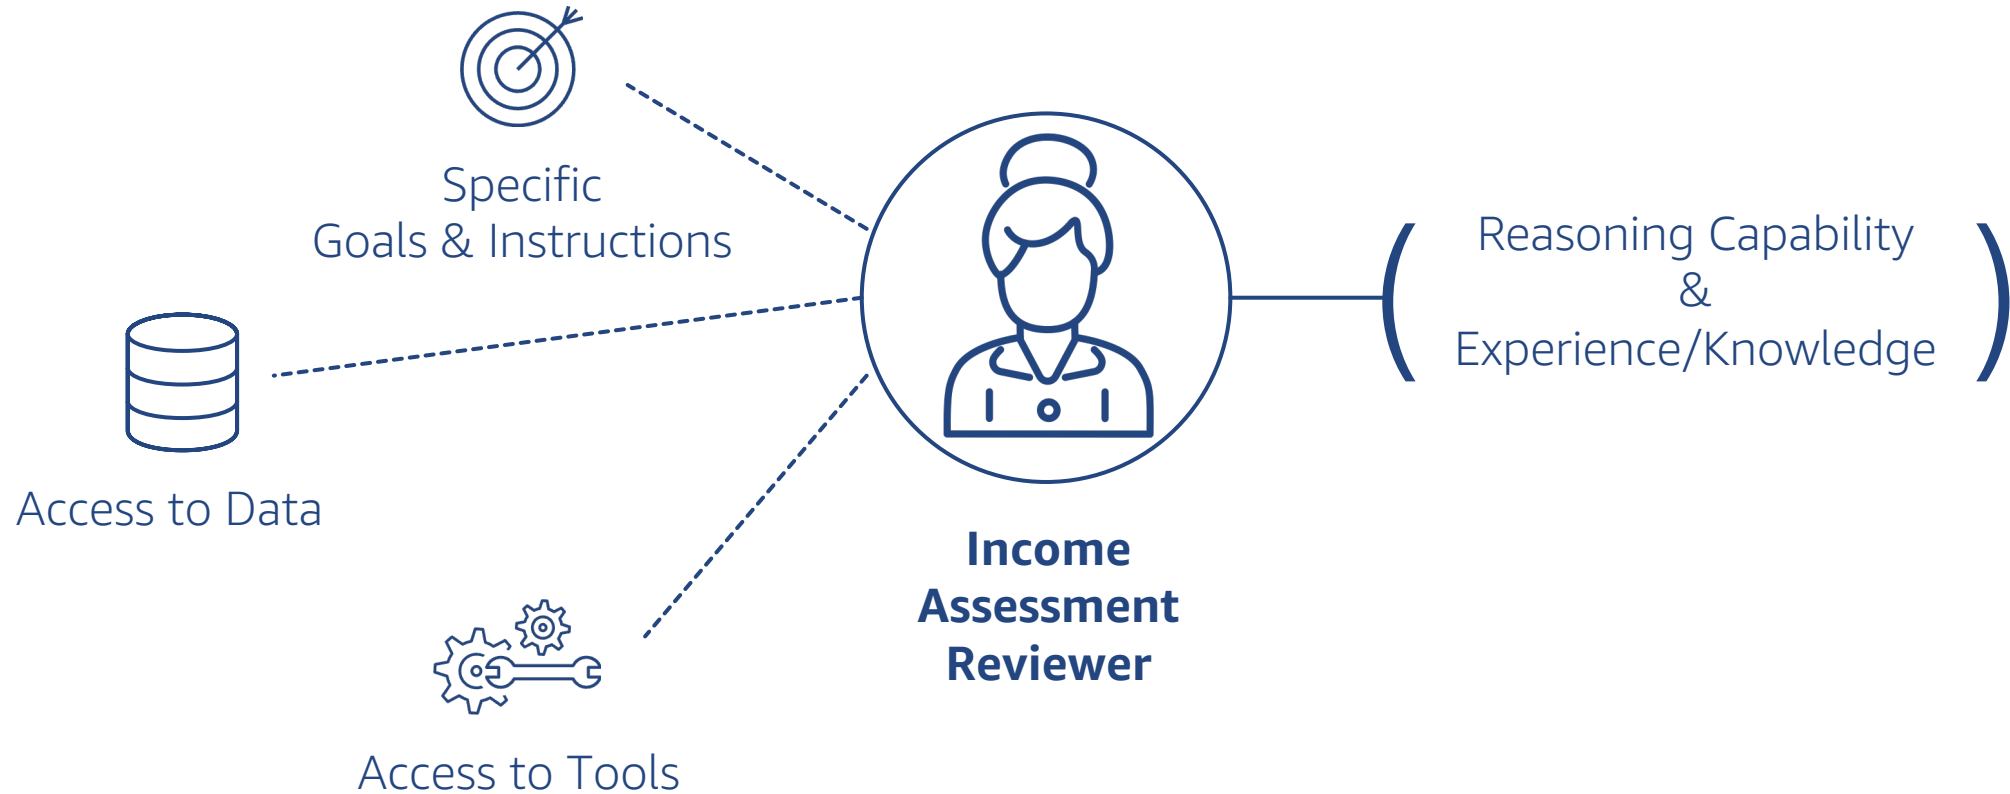 Specific
Goals & Instructions
Access to Data
Access to Tools
Income
Assessment
Reviewer
Reasoning Capability
&
Experience/Knowledge